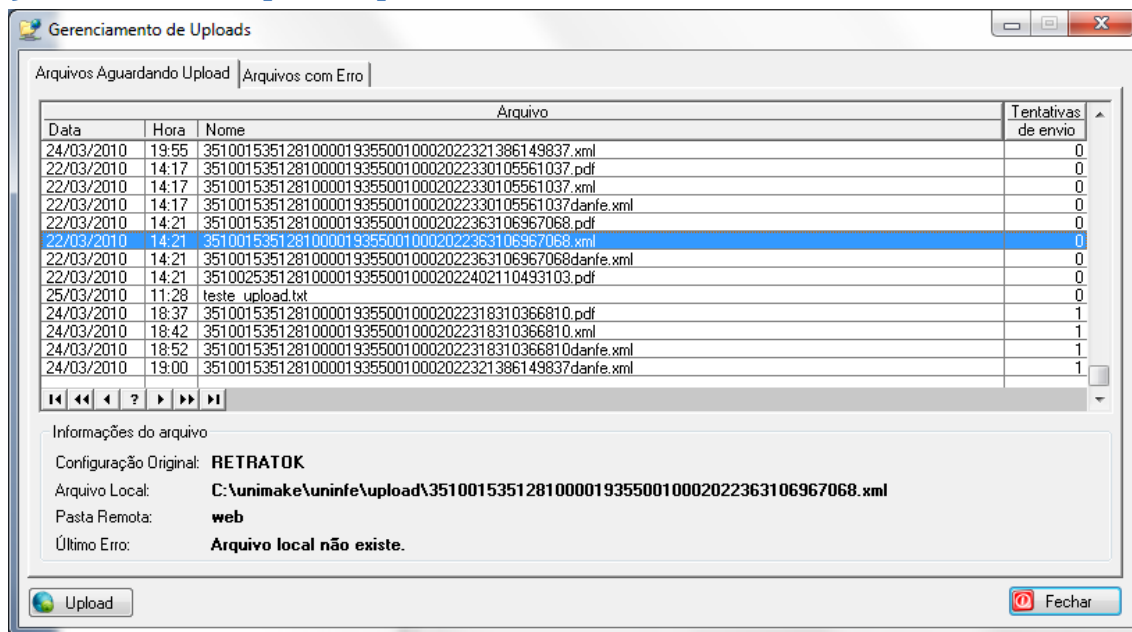 Gerenciamento de Uploads
Arquivos Aguardando Upload Arquivos com Erro
Arquivo Tentativas
Data Hora Nome de envio
24/03/2010 19:55 35100153512810000193550010002022321386149837.xml 0
22/03/2010 14:17 35100153512810000193550010002022330105561037.pdf 0
22/03/2010 14:17 35100153512810000193550010002022330105561037.xml 0
22/03/2010 14:17 35100153512810000193550010002022330105561037danfe.xml 0
22/03/2010 14:21 35100153512810000193550010002022363106967068.pdf 0
22/03/2010 14:21 35100153512810000193550010002022363106967068.xml 0
22/03/2010 14:21 35100153512810000193550010002022363106967068danfe.xml 0
22/03/2010 14:21 35100253512810000193550010002022402110493103.pdf 0
25/03/2010 11:28 teste_upload.txt 0
24/03/2010 18:37 35100153512810000193550010002022318310366810.pdf 1
24/03/2010 18:42 35100153512810000193550010002022318310366810.xml 1
24/03/2010 18:52 35100153512810000193550010002022318310366810danfe.xml 1
24/03/2010 19:00 35100153512810000193550010002022321386149837danfe.xml 1
?
Informações do arquivo
Configuração Original: RETRATOK
Arquivo Local: C:\unimake\uninfe\upload\35100153512810000193550010002022363106967068.xml
Pasta Remota: web
Último Erro: Arquivo local não existe.
Upload Fechar